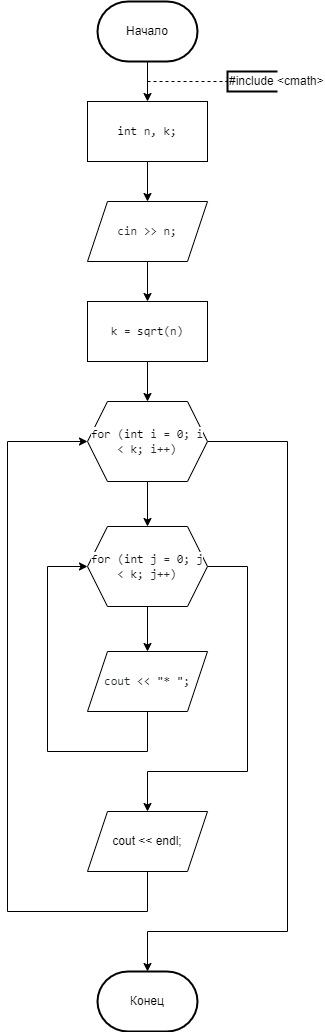 Начало
#include <cmath>
int n, k;
cin >> n;
k = sqrt(n)
for (int i = 0; i
< k; i++)
for (int j = 0; j
< k; j++)
cout << "* ";
cout << endl;
Конец